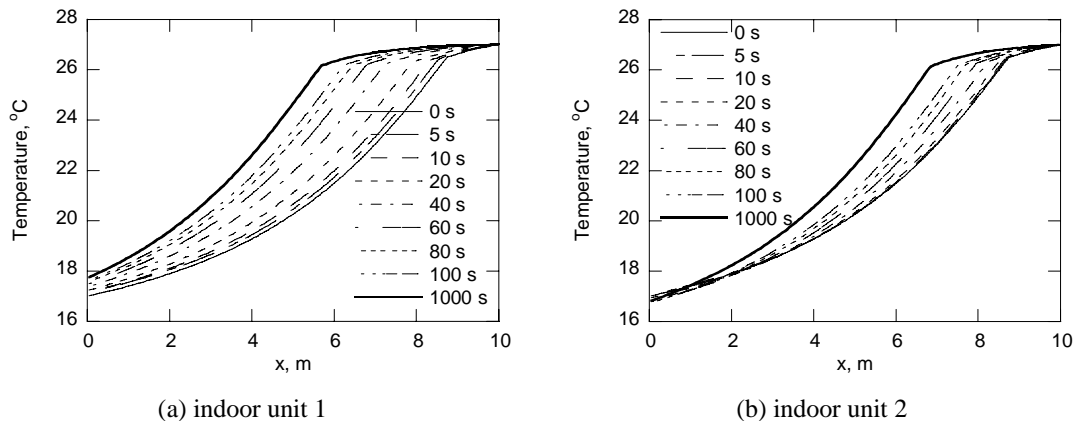 28
26
24
22
20
18
16
Temperature, °C
0 s
5 s
10 s
20 s
40 s
60 s
80 s
100 s
1000 s
0 2 4 6 8 10
x, m
(a) indoor unit 1
28
26
24
22
20
18
16
Temperature, °C
0 s
5 s
10 s
20 s
40 s
60 s
80 s
100 s
1000 s
0 2 4 6 8 10
x, m
(b) indoor unit 2